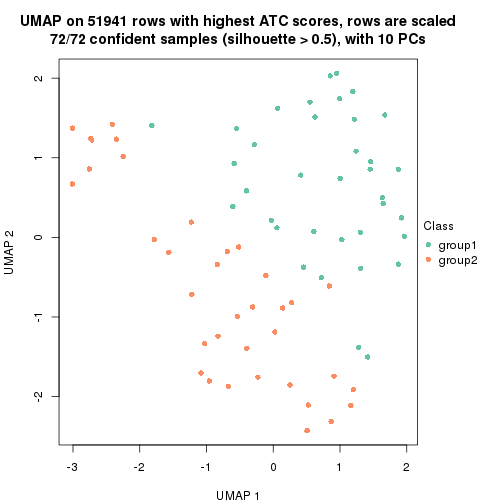 UMAP on 51941 rows with highest ATC scores, rows are scaled
72/72 confident samples (silhouette > 0.5), with 10 PCs
2
1
0
-1
-2
UMAP 2
Class
group1
group2
-3 -2 -1 0 1 2
UMAP 1